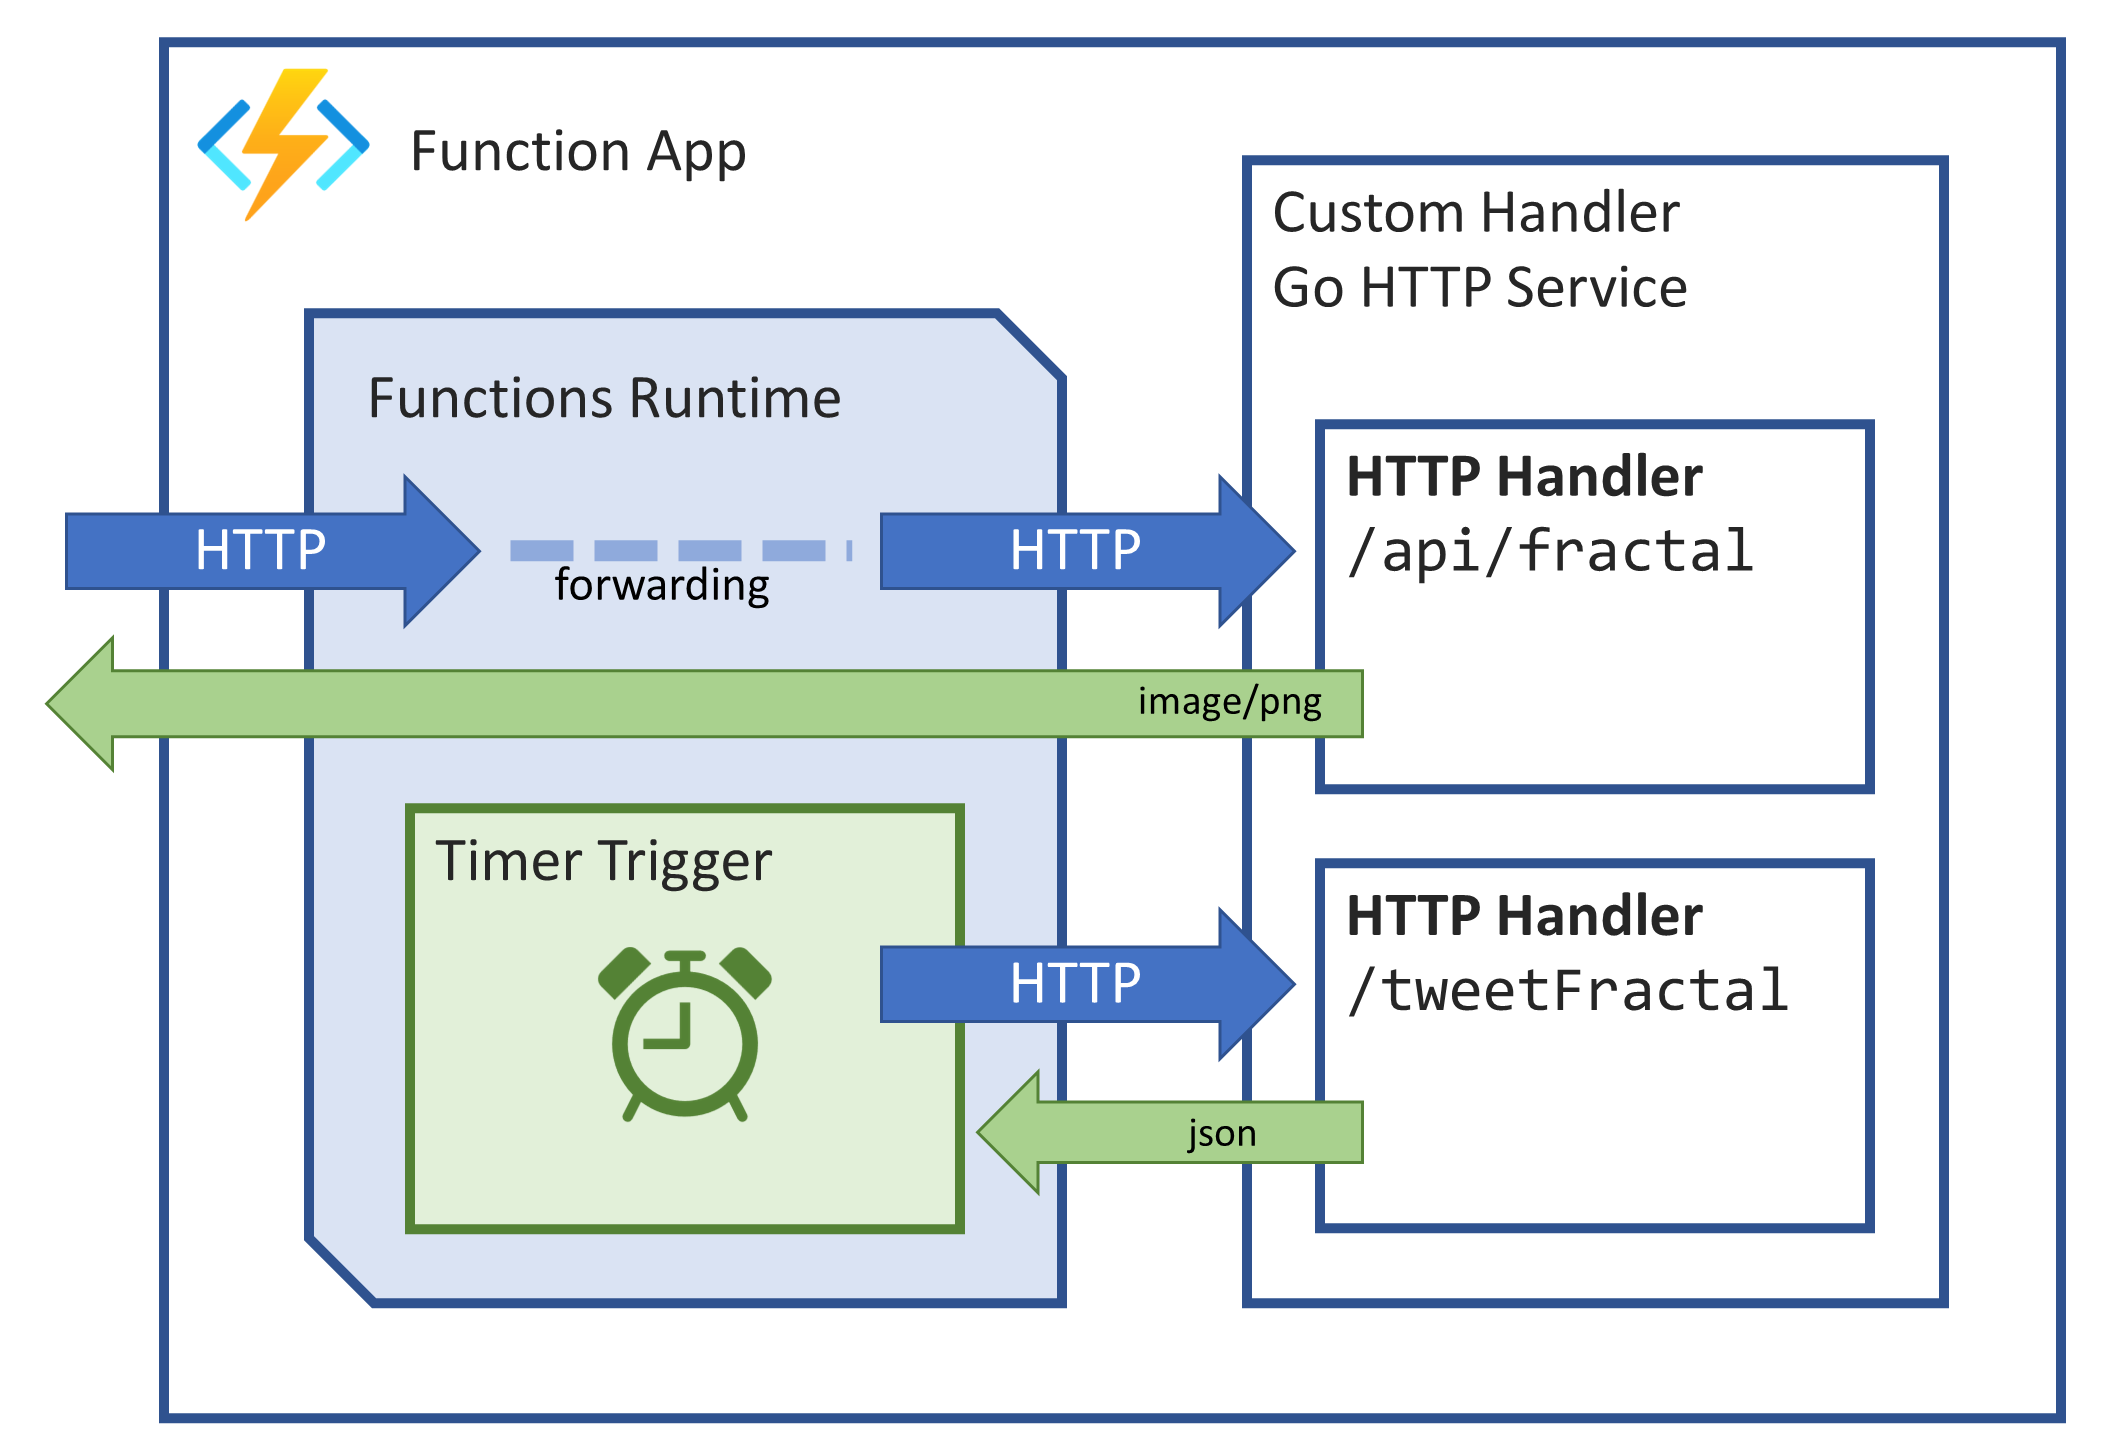 Function App
Custom Handler
Go HTTP Service
Functions Runtime
HTTP
forwarding
HTTP
HTTP Handler
/api/fractal
image/png
Timer Trigger
HTTP
HTTP Handler
/tweetFractal
json